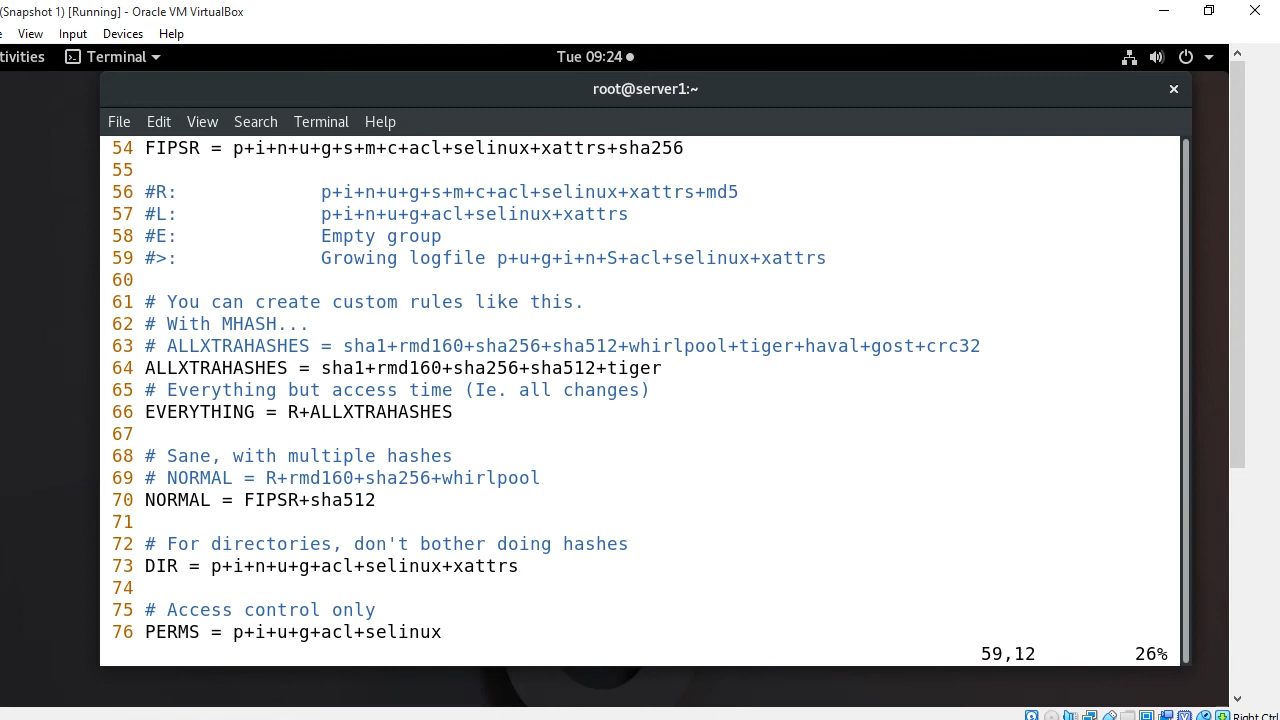 (Snapshot 1) [Running] - Oracle VM VirtualBox
View Input Devices Help
tivities Terminal Tue 09:24
root@server1:~
File Edit View Search Terminal Help
54 FIPSR = p+i+n+u+g+s+m+c+acl+selinux+xattrs+sha256
55
56 #R: p+i+n+u+g+s+m+c+acl+selinux+xattrs+md5
57 #L: p+i+n+u+g+acl+selinux+xattrs
58 #E: Empty group
59 #>: Growing logfile p+u+g+i+n+S+acl+selinux+xattrs
60
61 # You can create custom rules like this.
62 # With MHASH...
63 # ALLXTRAHASHES = sha1+rmd160+sha256+sha512+whirlpool+tiger+haval+gost+crc32
64 ALLXTRAHASHES = sha1+rmd160+sha256+sha512+tiger
65 # Everything but access time (Ie. all changes)
66 EVERYTHING = R+ALLXTRAHASHES
67
68 # Sane, with multiple hashes
69 # NORMAL = R+rmd160+sha256+whirlpool
70 NORMAL = FIPSR+sha512
71
72 # For directories, don't bother doing hashes
73 DIR = p+i+n+u+g+acl+selinux+xattrs
74
75 # Access control only
76 PERMS = p+i+u+g+acl+selinux
59,12 26%
Right Ctrl